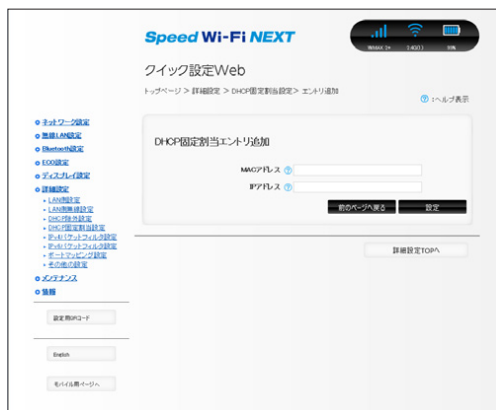 Speed Wi-Fi NEXT
WiMAX 2+
2.4G(1)
99%
クイック設定Web
トップページ > 詳細設定 > DHCP固定割当設定> エントリ追加
:ヘルプ表示
ネットワーク設定
無線LAN設定
Bluetooth設定
ECO設定
ディスプレイ設定
詳細設定
LAN側設定
LAN側無線設定
DHCP除外設定
DHCP固定割当設定
IPv4パケットフィルタ設定
IPv6パケットフィルタ設定
ポートマッピング設定
その他の設定
メンテナンス
情報
設定用QRコード
English
モバイル用ページへ
DHCP固定割当エントリ追加
MACアドレス
IPアドレス
前のページへ戻る
設定
詳細設定TOPへ